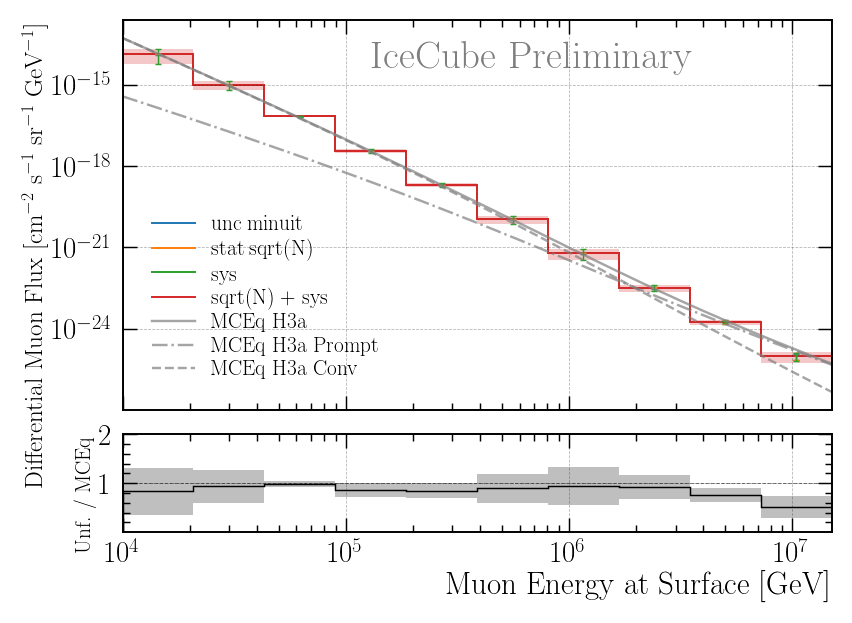 IceCube Preliminary
Differential Muon Flux [cm⁻² s⁻¹ sr⁻¹ GeV⁻¹]
10⁻¹⁵
10⁻¹⁸
10⁻²¹
10⁻²⁴
unc minuit
stat sqrt(N)
sys
sqrt(N) + sys
MCEq H3a
MCEq H3a Prompt
MCEq H3a Conv
Unf. / MCEq
2
1
10⁴
10⁵
10⁶
10⁷
Muon Energy at Surface [GeV]